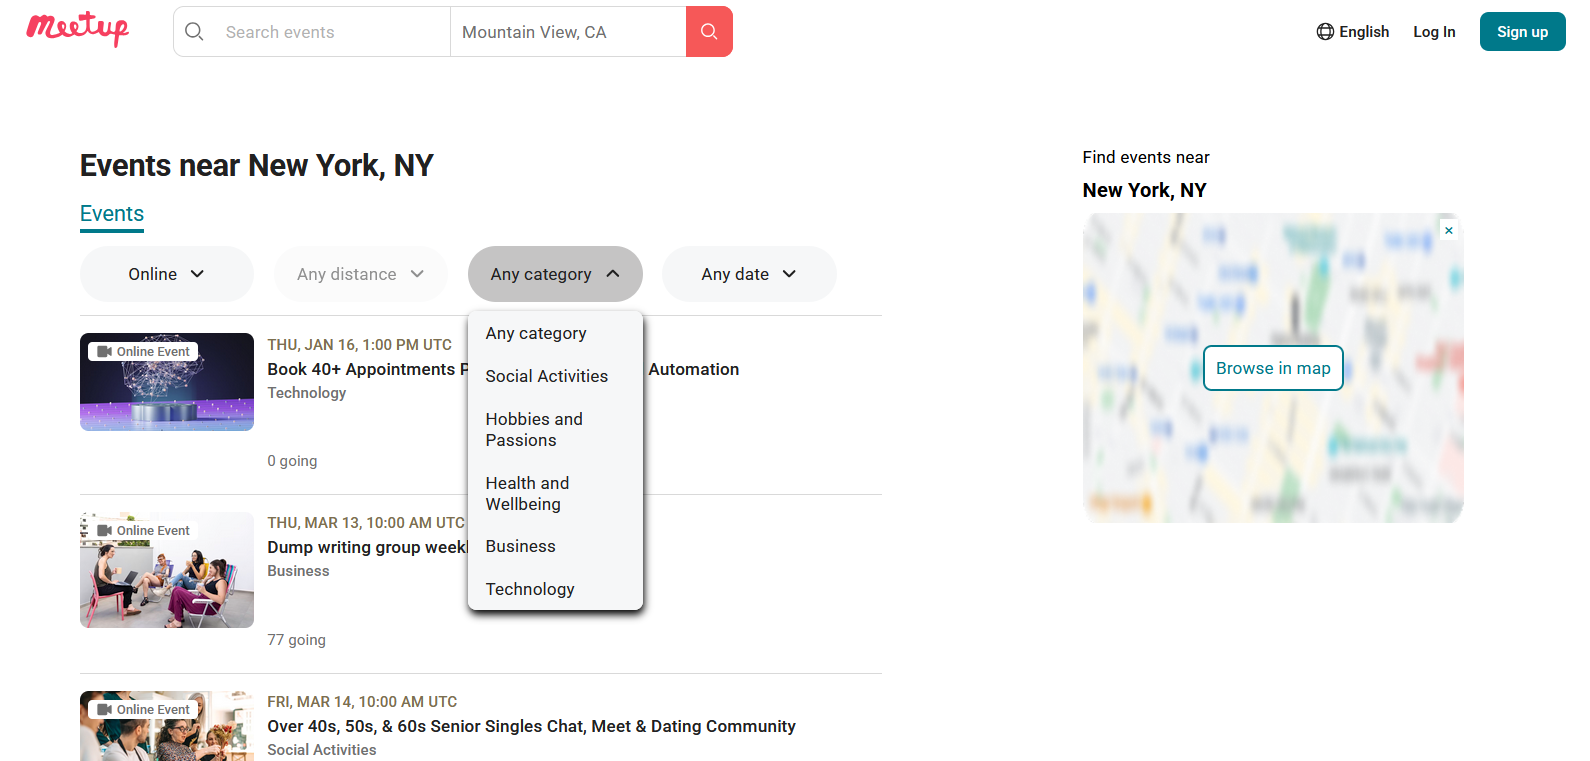 Meetup
Search events
Mountain View, CA
English
Log In
Sign up
Events near New York, NY
Events
Online
Any distance
Any category
Any date
Any category
Social Activities
Hobbies and
Passions
Health and
Wellbeing
Business
Technology
Online Event
THU, JAN 16, 1:00 PM UTC
Book 40+ Appointments Automation
Technology
0 going
Online Event
THU, MAR 13, 10:00 AM UTC
Dump writing group
Business
77 going
Online Event
FRI, MAR 14, 10:00 AM UTC
Over 40s, 50s, & 60s Senior Singles Chat, Meet & Dating Community
Social Activities
Find events near
New York, NY
Browse in map